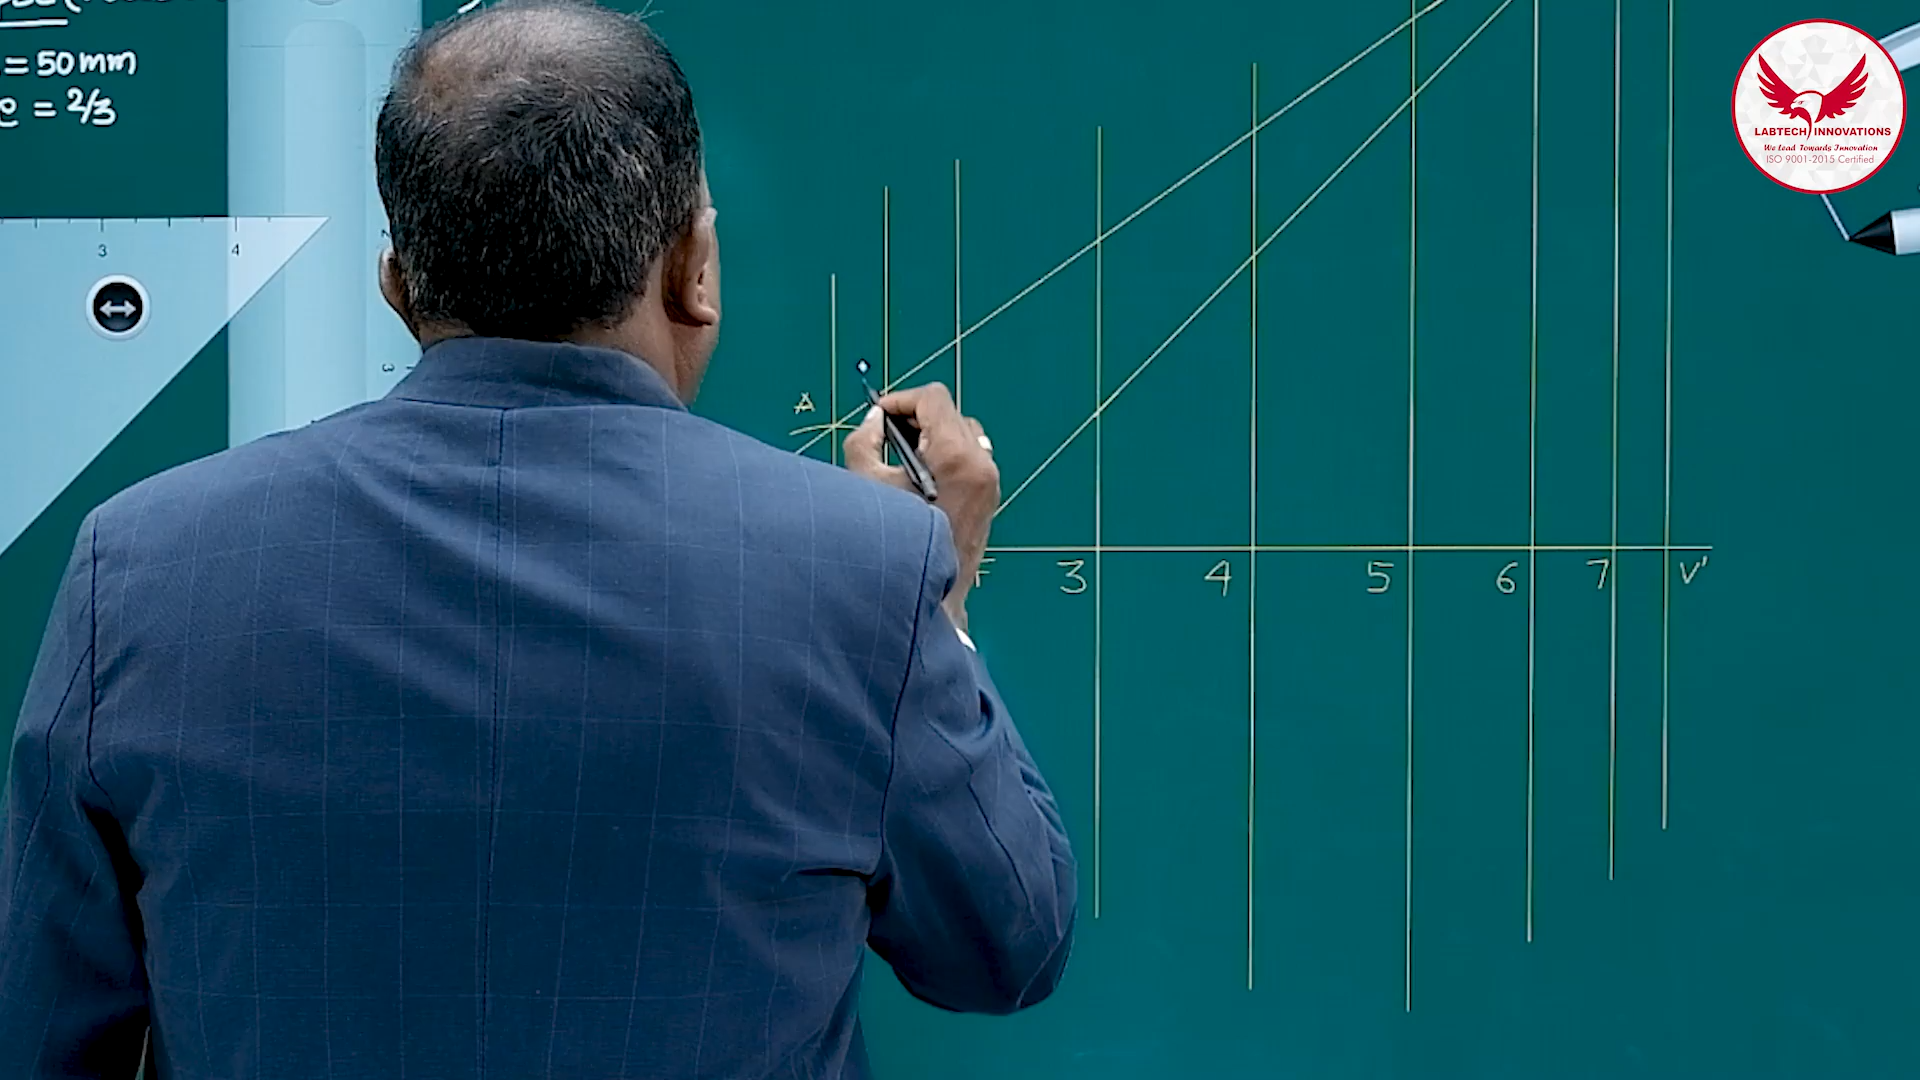 = 50 mm
e = 2/3
3 4
3
A
F 3 4 5 6 7 V'
LABTECH INNOVATIONS
We Lead Towards Innovation
ISO 9001-2015 Certified